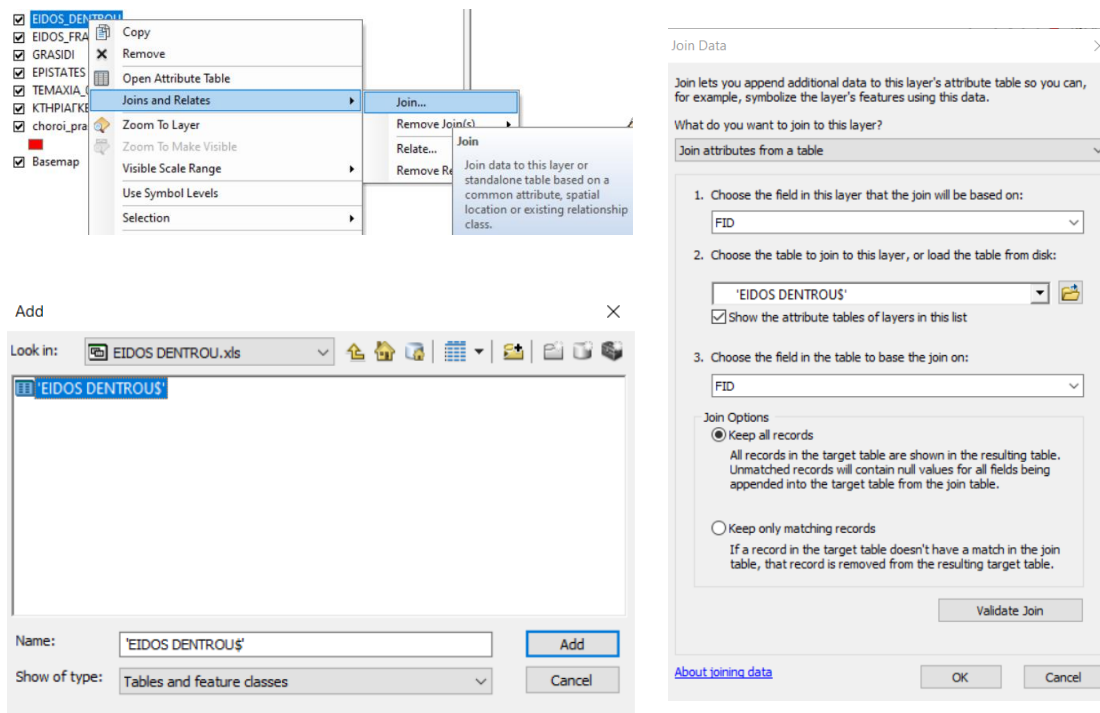 EIDOS_DENTROU
EIDOS_FRA
GRASIDI
EPISTATES
TEMAXIA_
ΚΤΗΡΙΑΓΚΕ
choroi_pra
Basemap
Copy
Remove
Open Attribute Table
Joins and Relates
Zoom To Layer
Zoom To Make Visible
Visible Scale Range
Use Symbol Levels
Selection
Join...
Remove Join(s)
Relate...
Remove Re
Join
Join data to this layer or
standalone table based on a
common attribute, spatial
location or existing relationship
class.
Add
Look in: EIDOS DENTROU.xls
'EIDOS DENTROU$'
Name: 'EIDOS DENTROU$' Add
Show of type: Tables and feature classes Cancel
Join Data
Join lets you append additional data to this layer's attribute table so you can,
for example, symbolize the layer's features using this data.
What do you want to join to this layer?
Join attributes from a table
1. Choose the field in this layer that the join will be based on:
FID
2. Choose the table to join to this layer, or load the table from disk:
'EIDOS DENTROU$'
Show the attribute tables of layers in this list
3. Choose the field in the table to base the join on:
FID
Join Options
Keep all records
All records in the target table are shown in the resulting table.
Unmatched records will contain null values for all fields being
appended into the target table from the join table.
Keep only matching records
If a record in the target table doesn't have a match in the join
table, that record is removed from the resulting target table.
Validate Join
About joining data OK Cancel